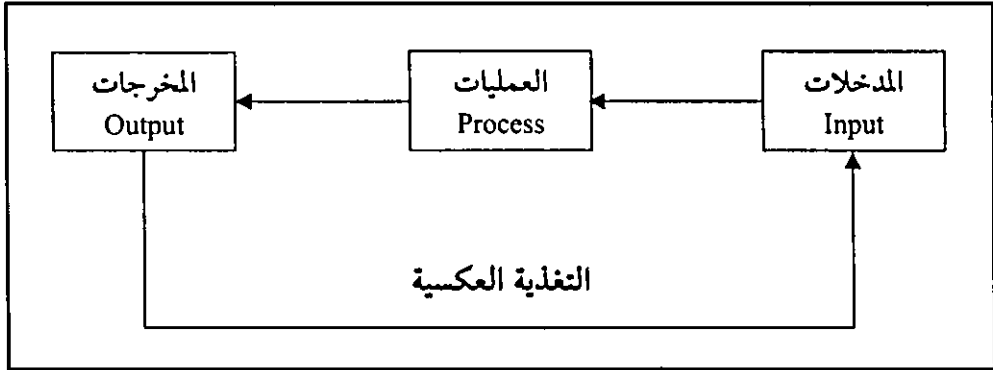 المدخلات
Input
العمليات
Process
المخرجات
Output
التغذية العكسية